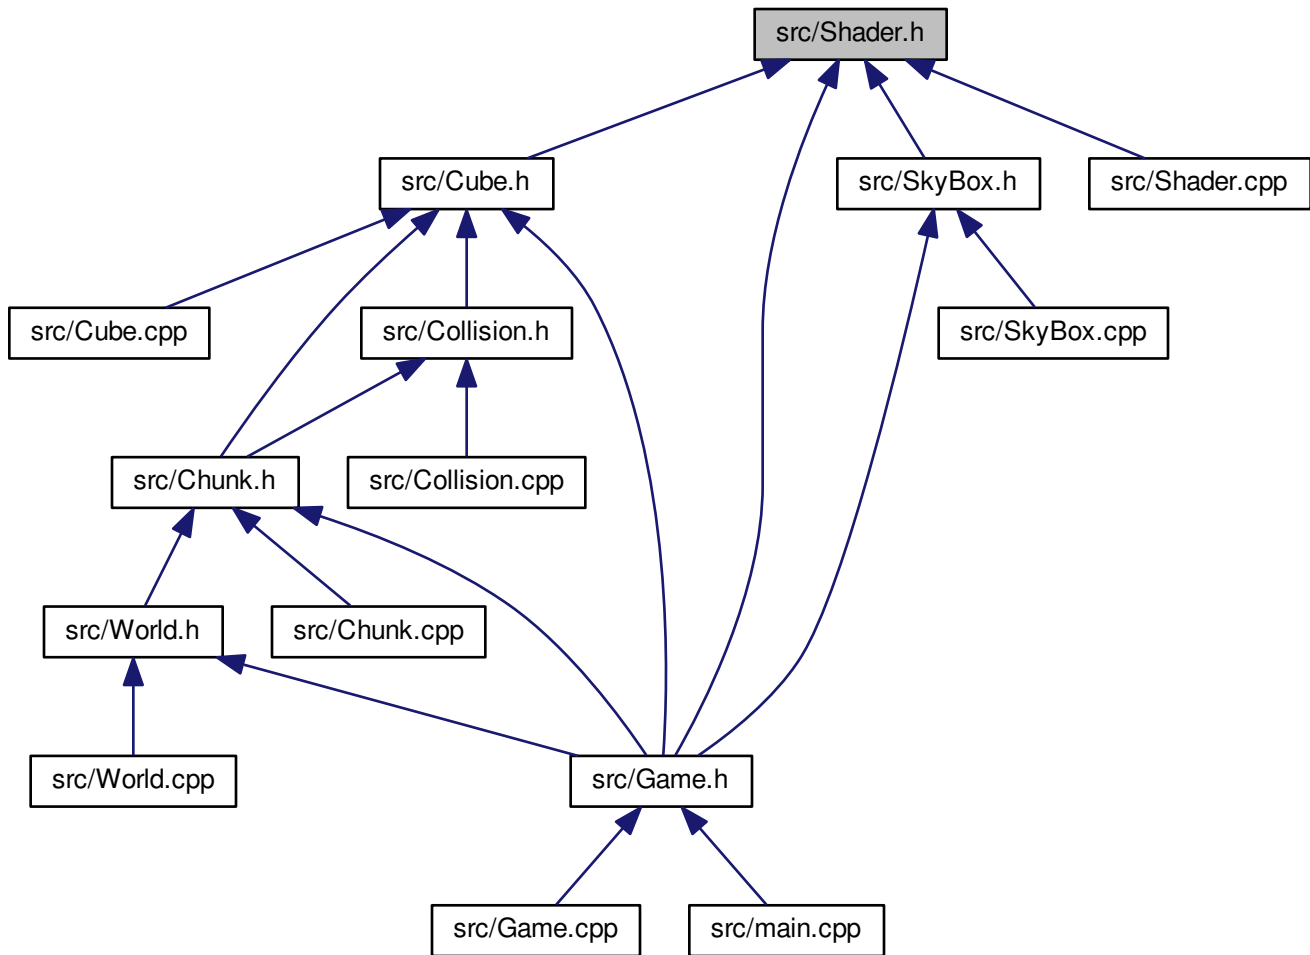 src/Shader.h
src/Cube.h
src/SkyBox.h
src/Shader.cpp
src/Cube.cpp
src/Collision.h
src/SkyBox.cpp
src/Chunk.h
src/Collision.cpp
src/World.h
src/Chunk.cpp
src/World.cpp
src/Game.h
src/Game.cpp
src/main.cpp